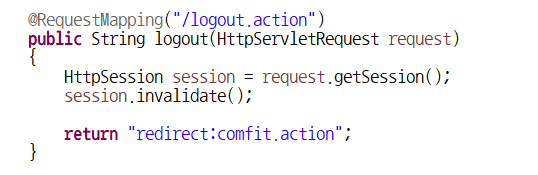 @RequestMapping("/logout.action")
public String logout(HttpServletRequest request)
{
    HttpSession session = request.getSession();
    session.invalidate();
    return "redirect:comfit.action";
}